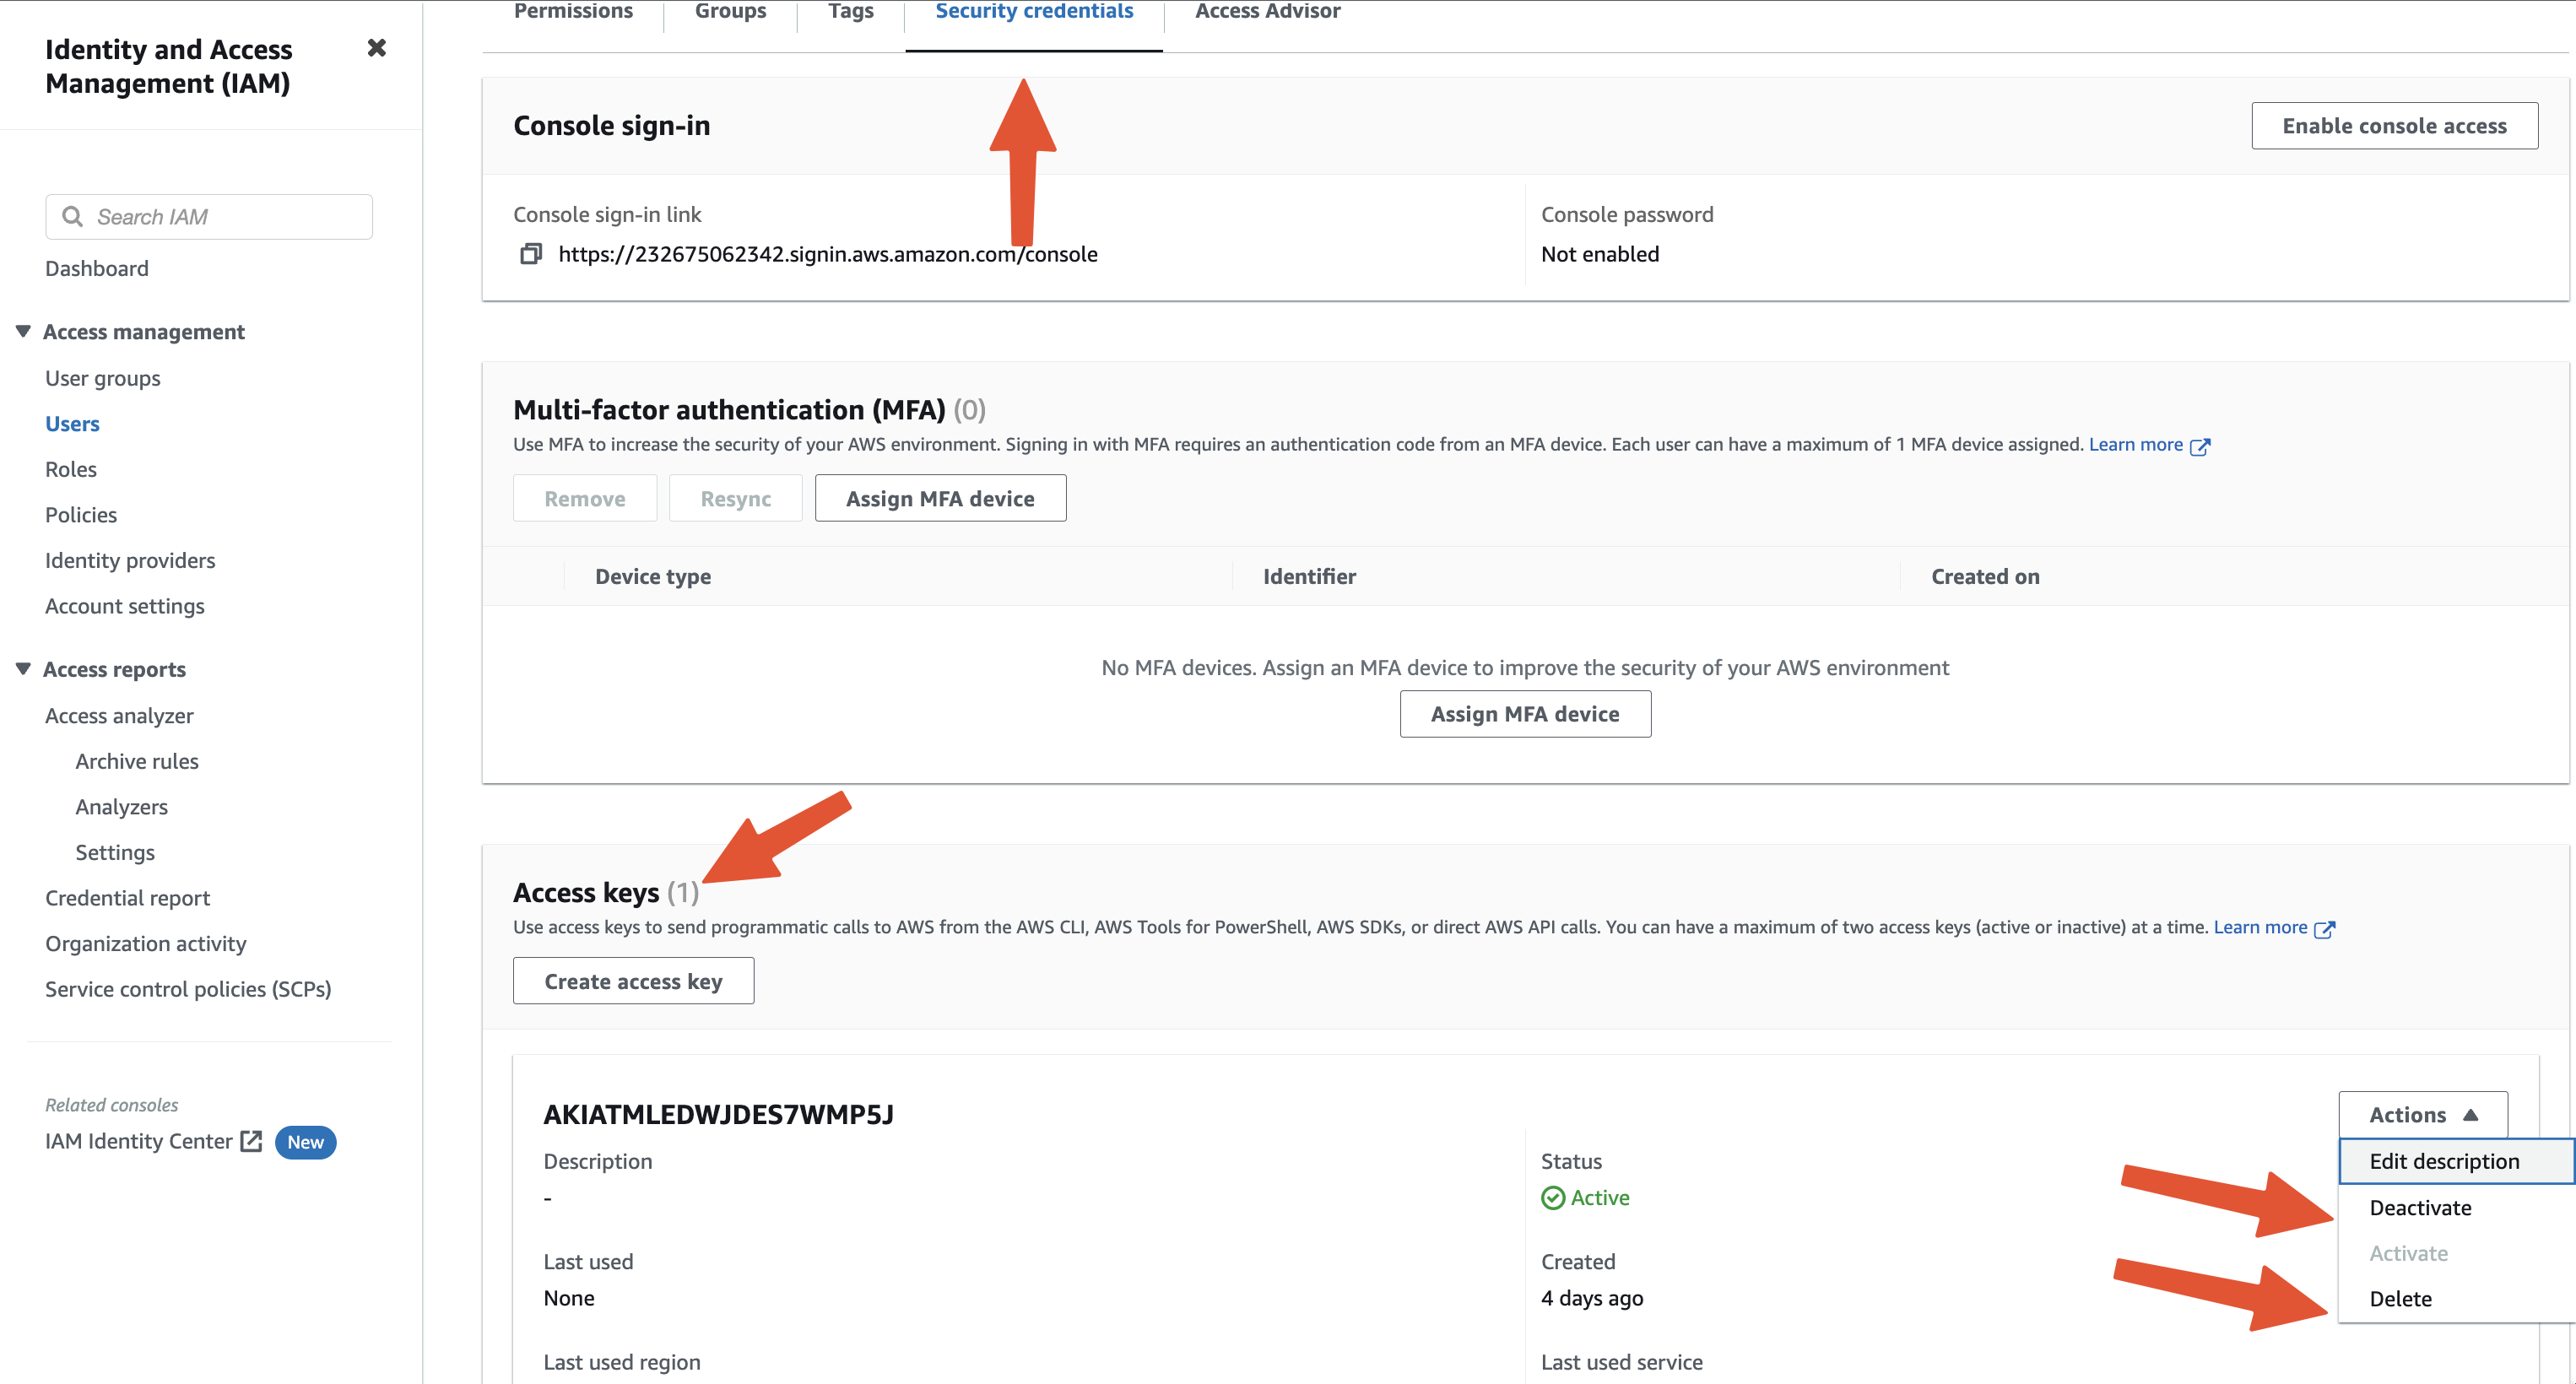 Identity and Access
Management (IAM)
Search IAM
Dashboard
Access management
User groups
Users
Roles
Policies
Identity providers
Account settings
Access reports
Access analyzer
Archive rules
Analyzers
Settings
Credential report
Organization activity
Service control policies (SCPs)
Related consoles
IAM Identity Center New
Permissions Groups Tags Security credentials Access Advisor
Console sign-in
Enable console access
Console sign-in link
https://232675062342.signin.aws.amazon.com/console
Console password
Not enabled
Multi-factor authentication (MFA) (0)
Use MFA to increase the security of your AWS environment. Signing in with MFA requires an authentication code from an MFA device. Each user can have a maximum of 1 MFA device assigned. Learn more
Remove Resync Assign MFA device
Device type Identifier Created on
No MFA devices. Assign an MFA device to improve the security of your AWS environment
Assign MFA device
Access keys (1)
Use access keys to send programmatic calls to AWS from the AWS CLI, AWS Tools for PowerShell, AWS SDKs, or direct AWS API calls. You can have a maximum of two access keys (active or inactive) at a time. Learn more
Create access key
AKIATMLEDWJDES7WMP5J
Description
-
Last used
None
Last used region
Status
Active
Created
4 days ago
Last used service
Actions
Edit description
Deactivate
Activate
Delete